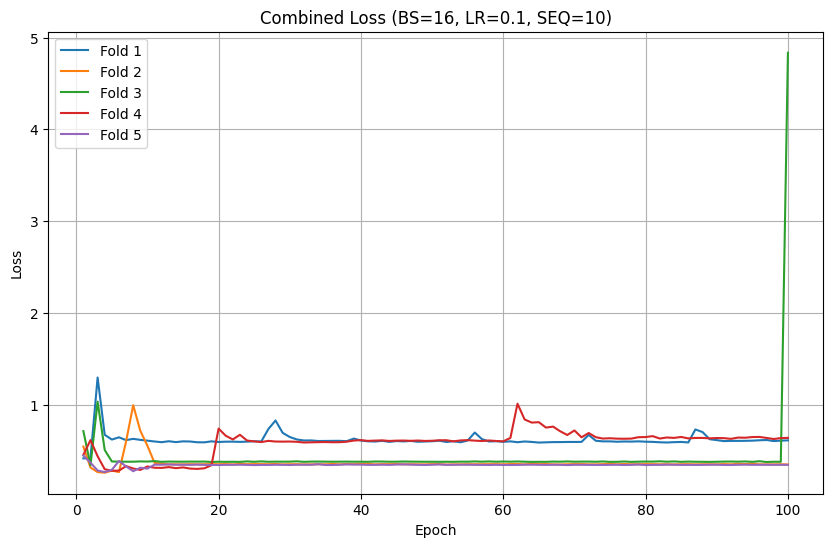 Combined Loss (BS=16, LR=0.1, SEQ=10)
Fold 1
Fold 2
Fold 3
Fold 4
Fold 5
5
4
3
2
1
Loss
0 20 40 60 80 100
Epoch